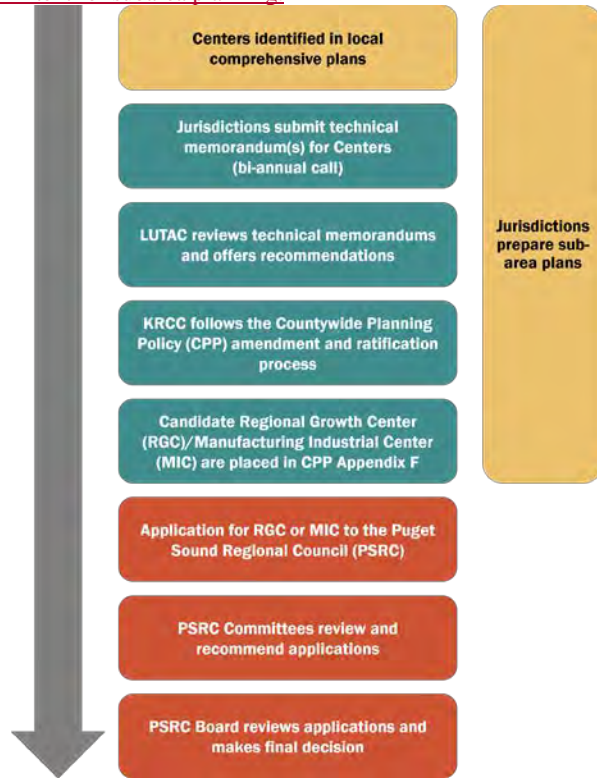 Centers identified in local
comprehensive plans
Jurisdictions submit technical
memorandum(s) for Centers
(bi-annual call)
LUTAC reviews technical memorandums
and offers recommendations
KRCC follows the Countywide Planning
Policy (CPP) amendment and ratification
process
Candidate Regional Growth Center
(RGC)/Manufacturing Industrial Center
(MIC) are placed in CPP Appendix F
Application for RGC or MIC to the Puget
Sound Regional Council (PSRC)
PSRC Committees review and
recommend applications
PSRC Board reviews applications and
makes final decision
Jurisdictions
prepare sub-
area plans